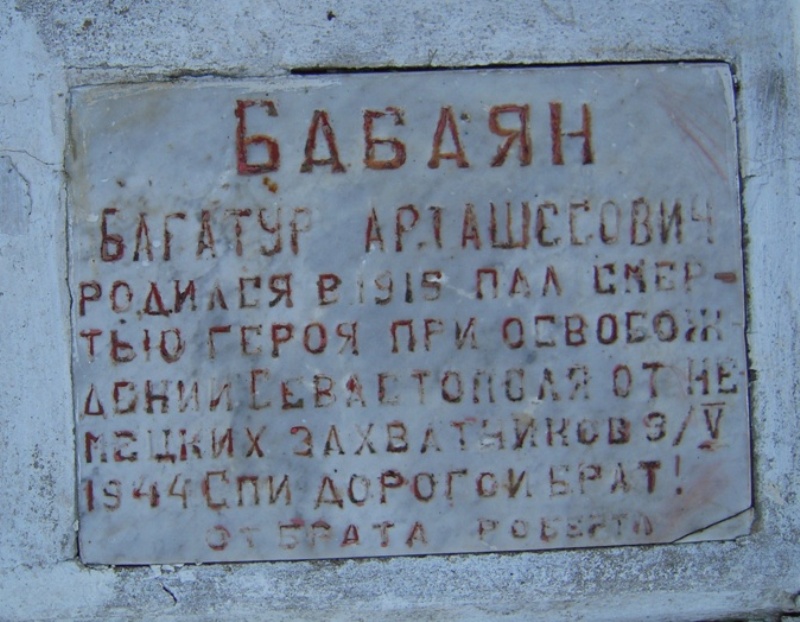 БАБАЯН
БАГАТУР АРТАШЕСОВИЧ
РОДИЛСЯ В 1915 ПАЛ СМЕР-
ТЬЮ ГЕРОЯ ПРИ ОСВОБОЖ-
ДЕНИИ СЕВАСТОПОЛЯ ОТ НЕ
МЕЦКИХ ЗАХВАТЧИКОВ 9/V
1944 СПИ ДОРОГОЙ БРАТ!
ОТ БРАТА РОБЕРТА